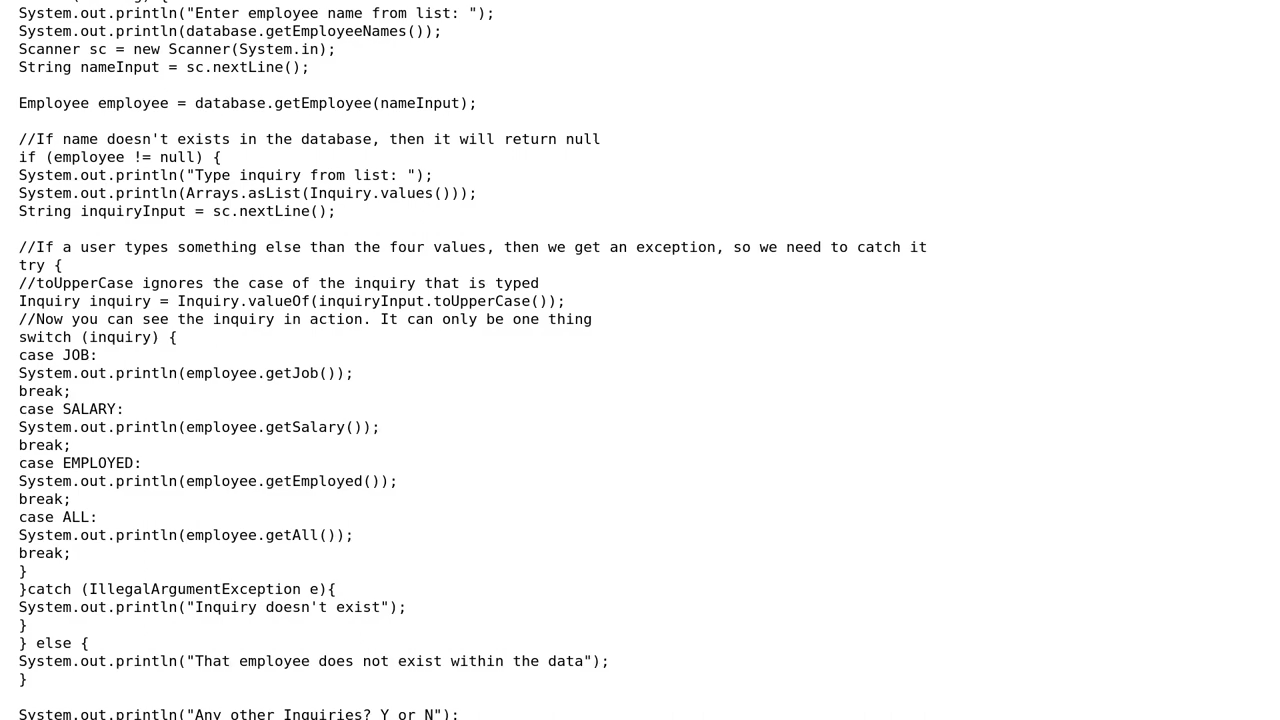 System.out.println("Enter employee name from list: ");
System.out.println(database.getEmployeeNames());
Scanner sc = new Scanner(System.in);
String nameInput = sc.nextLine();

Employee employee = database.getEmployee(nameInput);

//If name doesn't exists in the database, then it will return null
if (employee != null) {
System.out.println("Type inquiry from list: ");
System.out.println(Arrays.asList(Inquiry.values()));
String inquiryInput = sc.nextLine();

//If a user types something else than the four values, then we get an exception, so we need to catch it
try {
//toUpperCase ignores the case of the inquiry that is typed
Inquiry inquiry = Inquiry.valueOf(inquiryInput.toUpperCase());
//Now you can see the inquiry in action. It can only be one thing
switch (inquiry) {
case JOB:
System.out.println(employee.getJob());
break;
case SALARY:
System.out.println(employee.getSalary());
break;
case EMPLOYED:
System.out.println(employee.getEmployed());
break;
case ALL:
System.out.println(employee.getAll());
break;
}
}catch (IllegalArgumentException e){
System.out.println("Inquiry doesn't exist");
}
} else {
System.out.println("That employee does not exist within the data");
}

System.out.println("Any other Inquiries? Y or N");